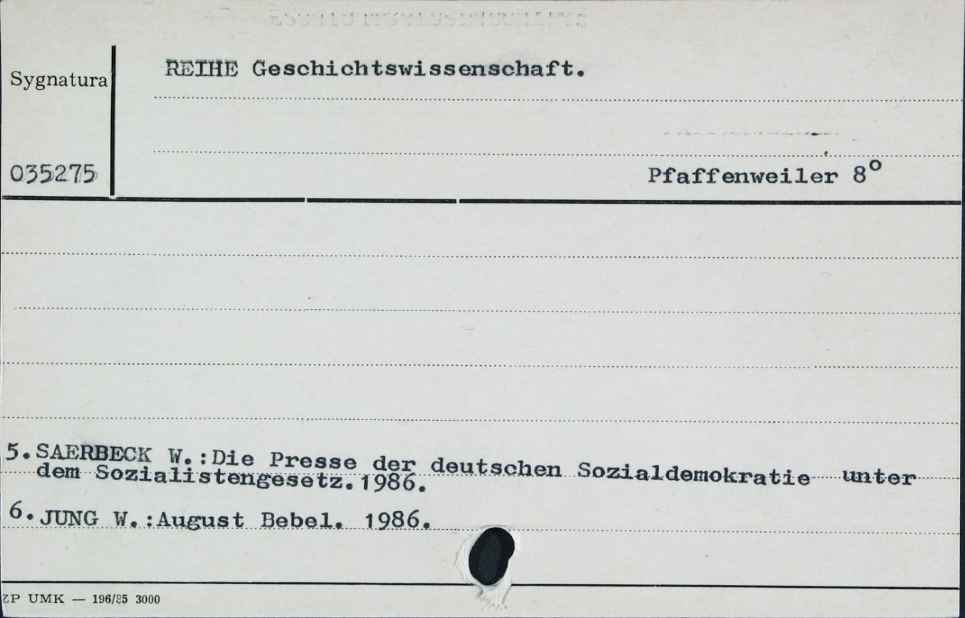 REIHE Geschichtswissenschaft.
Sygnatura
035275
Pfaffenweiler 8⁰
5. SAERBECK W.:Die Presse der deutschen Sozialdemokratie unter
dem Sozialistengesetz. 1986.
6. JUNG W.:August Bebel. 1986.
ZP UMK — 196/85 3000